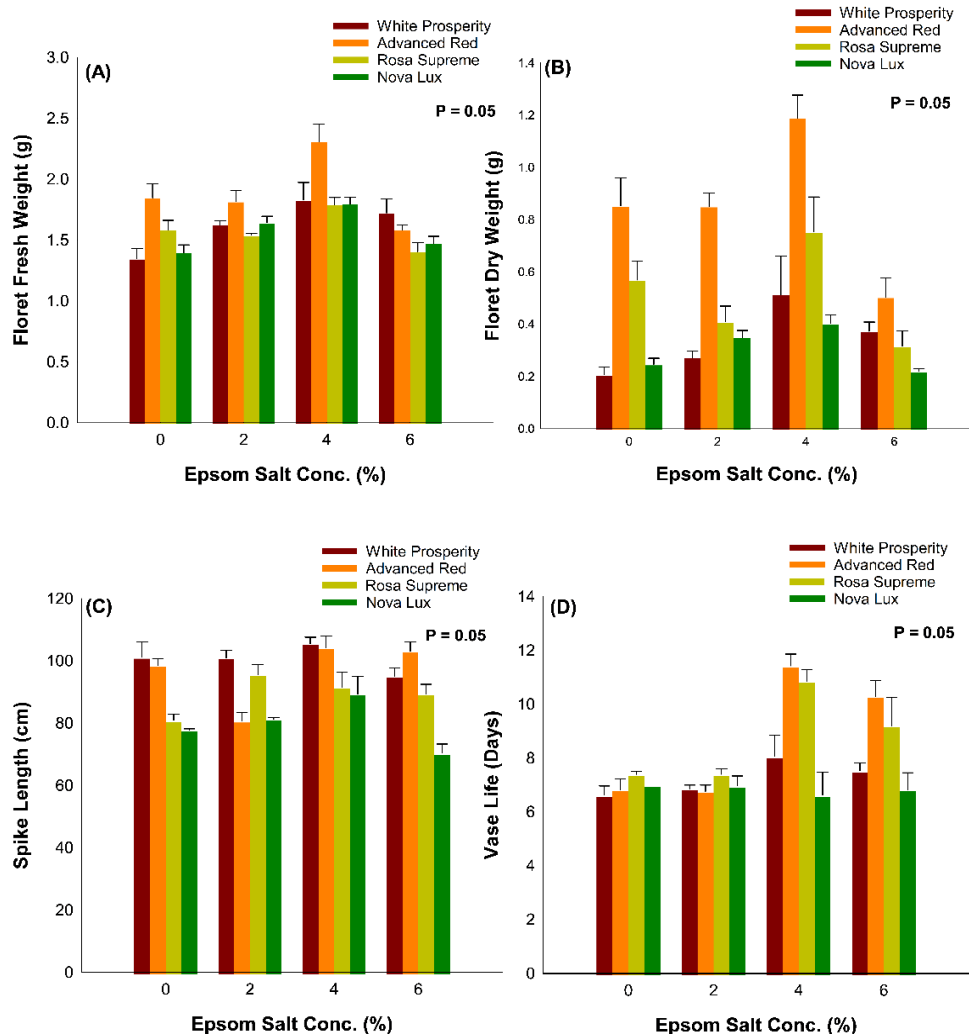 White Prosperity
Advanced Red
Rosa Supreme
Nova Lux
(A)
P = 0.05
3.0
2.5
2.0
1.5
1.0
0.5
0.0
Floret Fresh Weight (g)
0 2 4 6
Epsom Salt Conc. (%)
White Prosperity
Advanced Red
Rosa Supreme
Nova Lux
(B)
P = 0.05
1.4
1.2
1.0
0.8
0.6
0.4
0.2
0.0
Floret Dry Weight (g)
0 2 4 6
Epsom Salt Conc. (%)
White Prosperity
Advanced Red
Rosa Supreme
Nova Lux
(C)
P = 0.05
120
100
80
60
40
20
0
Spike Length (cm)
0 2 4 6
Epsom Salt Conc. (%)
White Prosperity
Advanced Red
Rosa Supreme
Nova Lux
(D)
P = 0.05
14
12
10
8
6
4
2
0
Vase Life (Days)
0 2 4 6
Epsom Salt Conc. (%)